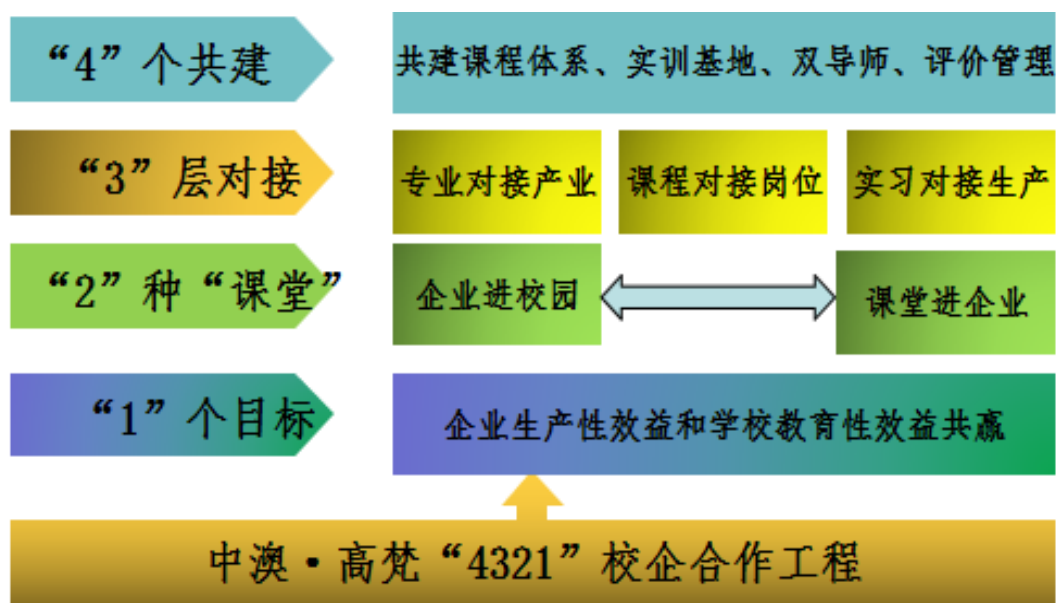 “4”个共建
共建课程体系、实训基地、双导师、评价管理
“3”层对接
专业对接产业
课程对接岗位
实习对接生产
“2”种“课堂”
企业进校园
课堂进企业
“1”个目标
企业生产性效益和学校教育性效益共赢
中澳·高梵“4321”校企合作工程